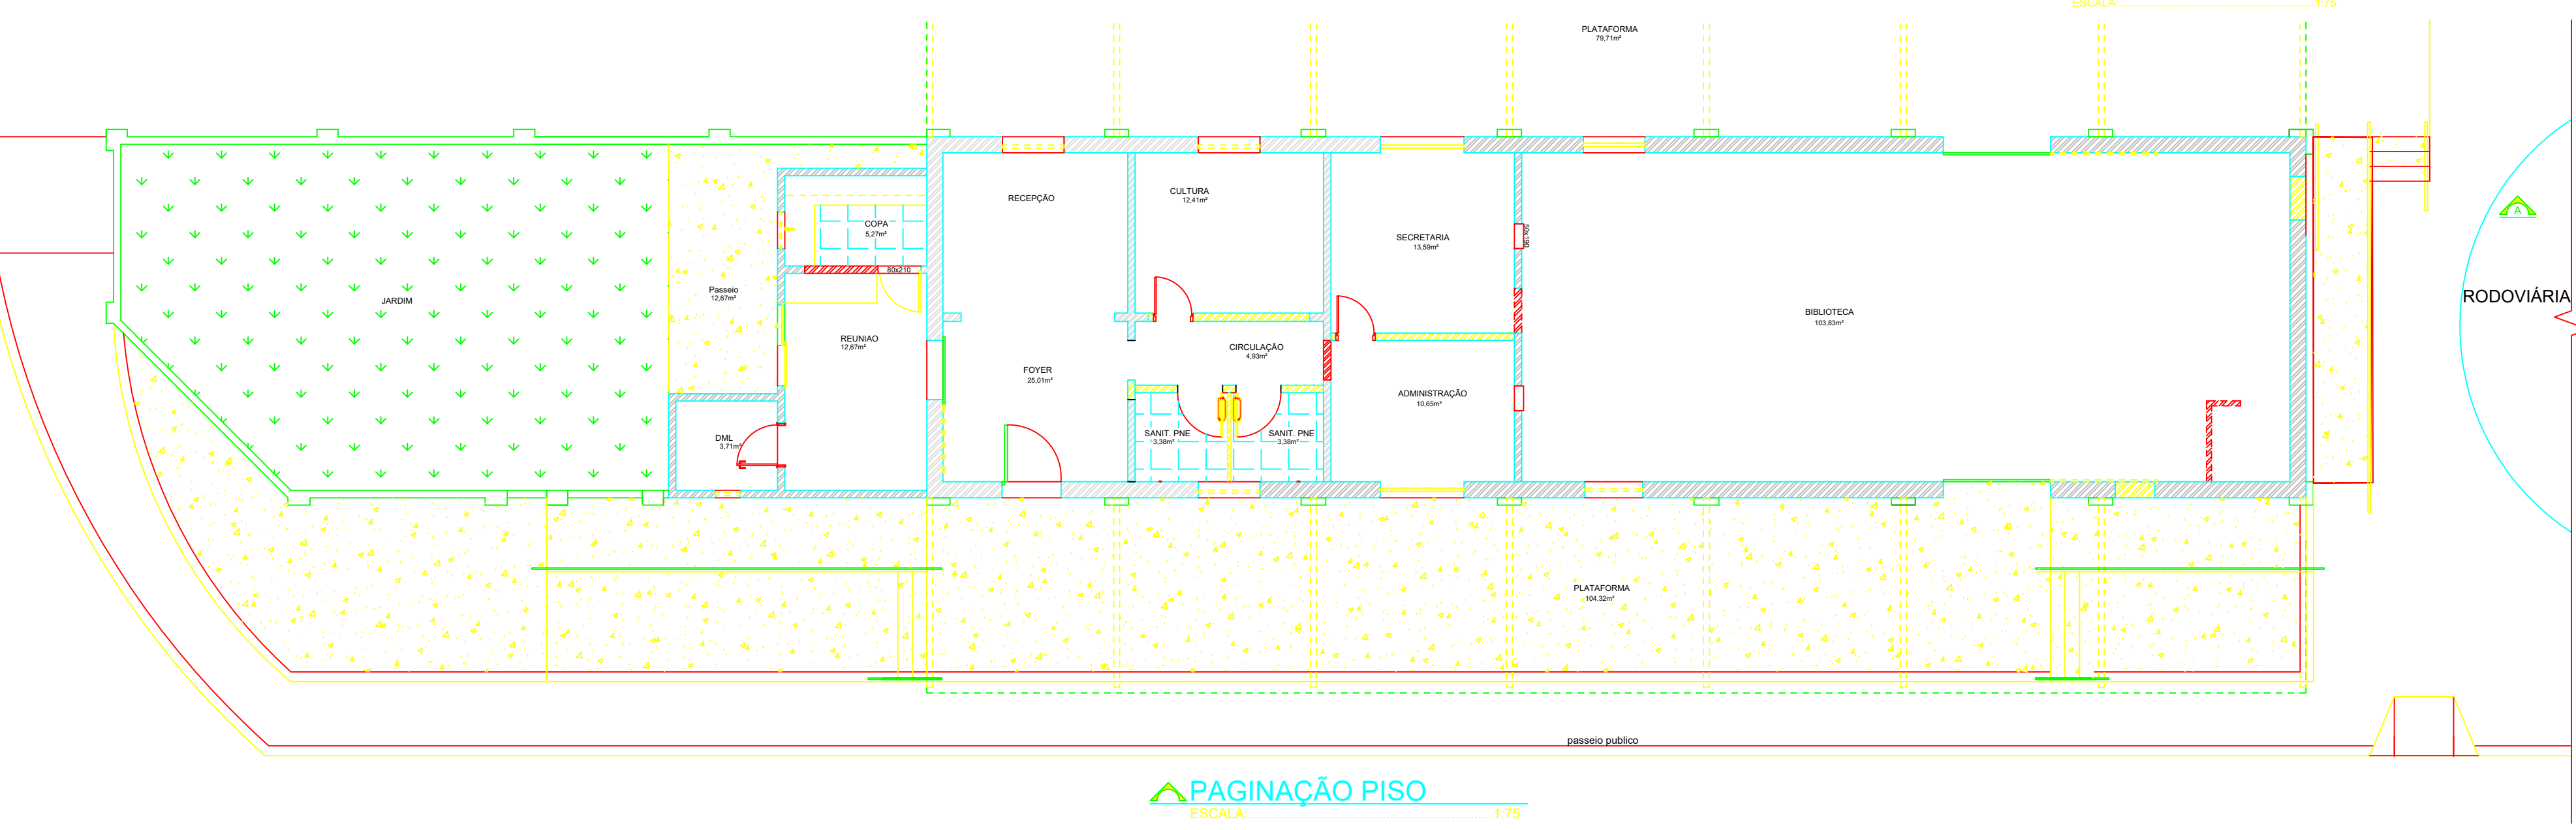 ESCALA 1:75
PLATAFORMA
79,71m²
RECEPÇÃO
CULTURA
12,41m²
COPA
5,27m²
SECRETARIA
13,59m²
50x190
A
80x210
Passeio
12,67m²
JARDIM
RODOVIÁRIA
BIBLIOTECA
103,83m²
REUNIAO
12,67m²
CIRCULAÇÃO
4,93m²
FOYER
25,01m²
ADMINISTRAÇÃO
10,65m²
DML
3,71m²
SANIT. PNE
3,38m²
SANIT. PNE
3,38m²
PLATAFORMA
104,32m²
passeio publico
PAGINAÇÃO PISO
ESCALA 1:75